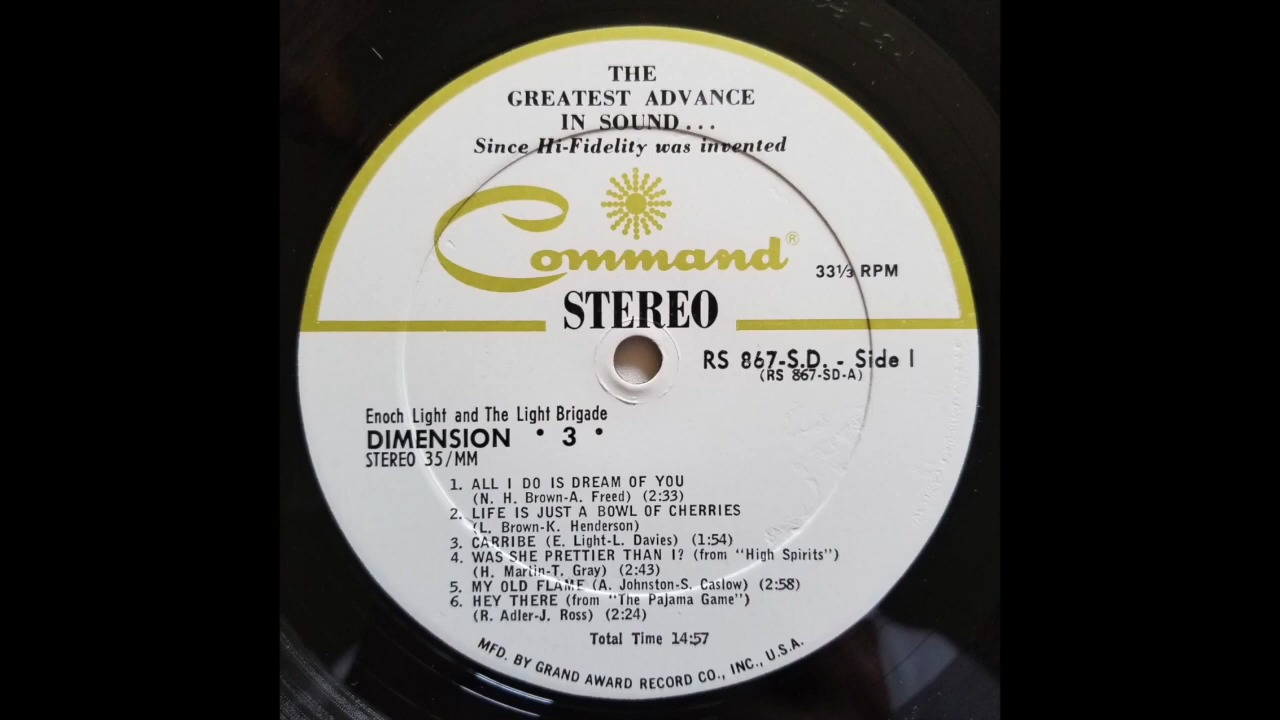 THE
GREATEST ADVANCE
IN SOUND...
Since Hi-Fidelity was invented
Command®
33⅓ RPM
STEREO
RS 867-S.D. - Side 1
(RS 867-SD-A)
Enoch Light and The Light Brigade
DIMENSION • 3 •
STEREO 35/MM
1. ALL I DO IS DREAM OF YOU
(N. H. Brown-A. Freed) (2:33)
2. LIFE IS JUST A BOWL OF CHERRIES
(L. Brown-K. Henderson)
3. CARRIBE (E. Light-L. Davies) (1:54)
4. WAS SHE PRETTIER THAN I? (from "High Spirits")
(H. Martin-T. Gray) (2:43)
5. MY OLD FLAME (A. Johnston-S. Caslow) (2:58)
6. HEY THERE (from "The Pajama Game")
(R. Adler-J. Ross) (2:24)
Total Time 14:57
MFD. BY GRAND AWARD RECORD CO., INC., U.S.A.